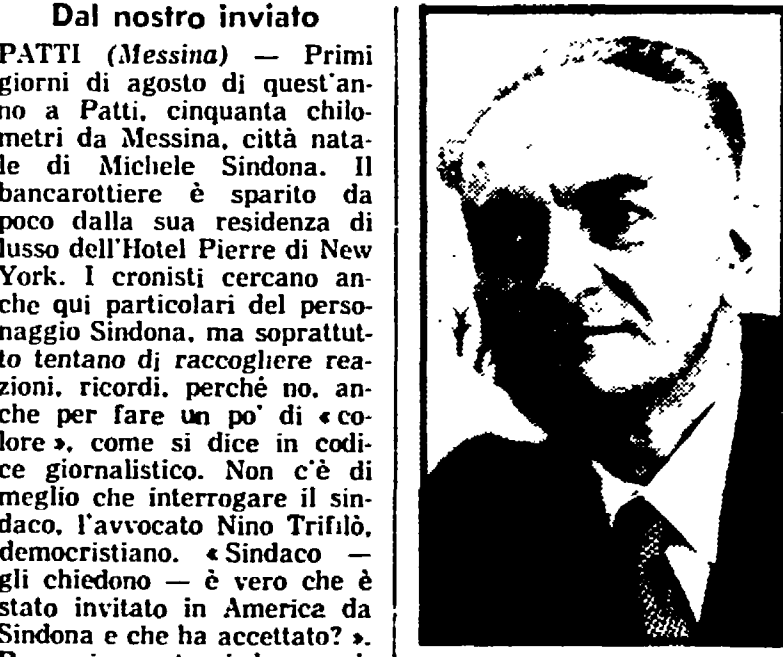 Dal nostro inviato
PATTI (Messina) — Primi
giorni di agosto di quest'an-
no a Patti, cinquanta chilo-
metri da Messina, città nata-
le di Michele Sindona. Il
bancarottiere è sparito da
poco dalla sua residenza di
lusso dell'Hotel Pierre di New
York. I cronisti cercano an-
che qui particolari del perso-
naggio Sindona, ma soprattut-
to tentano di raccogliere rea-
zioni, ricordi, perché no, an-
che per fare un po' di «co-
lore», come si dice in codi-
ce giornalistico. Non c'è di
meglio che interrogare il sin-
daco, l'avvocato Nino Trifilò,
democristiano. «Sindaco —
gli chiedono — è vero che è
stato invitato in America da
Sindona e che ha accettato?».